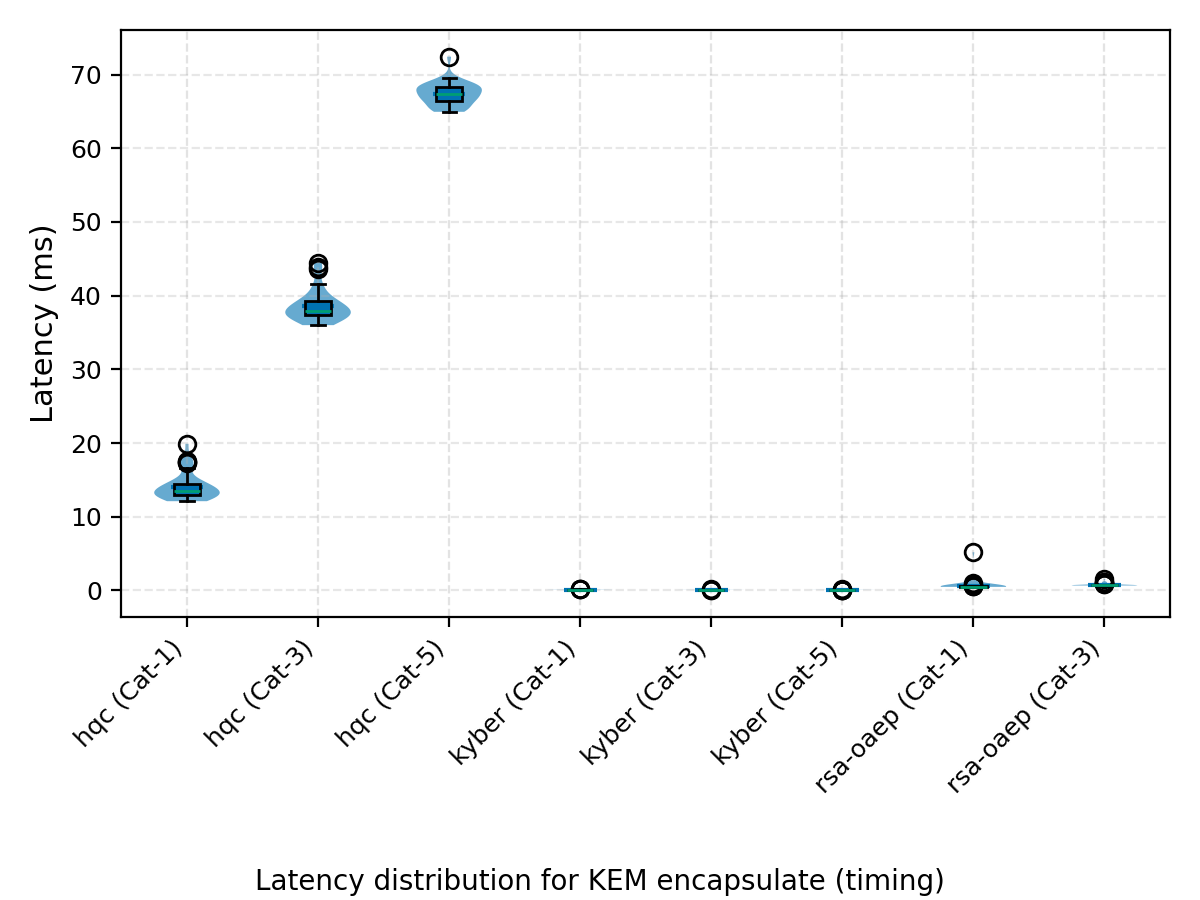 70
60
50
40
30
20
10
0
Latency (ms)
hqc (Cat-1)
hqc (Cat-3)
hqc (Cat-5)
kyber (Cat-1)
kyber (Cat-3)
kyber (Cat-5)
rsa-oaep (Cat-1)
rsa-oaep (Cat-3)
Latency distribution for KEM encapsulate (timing)